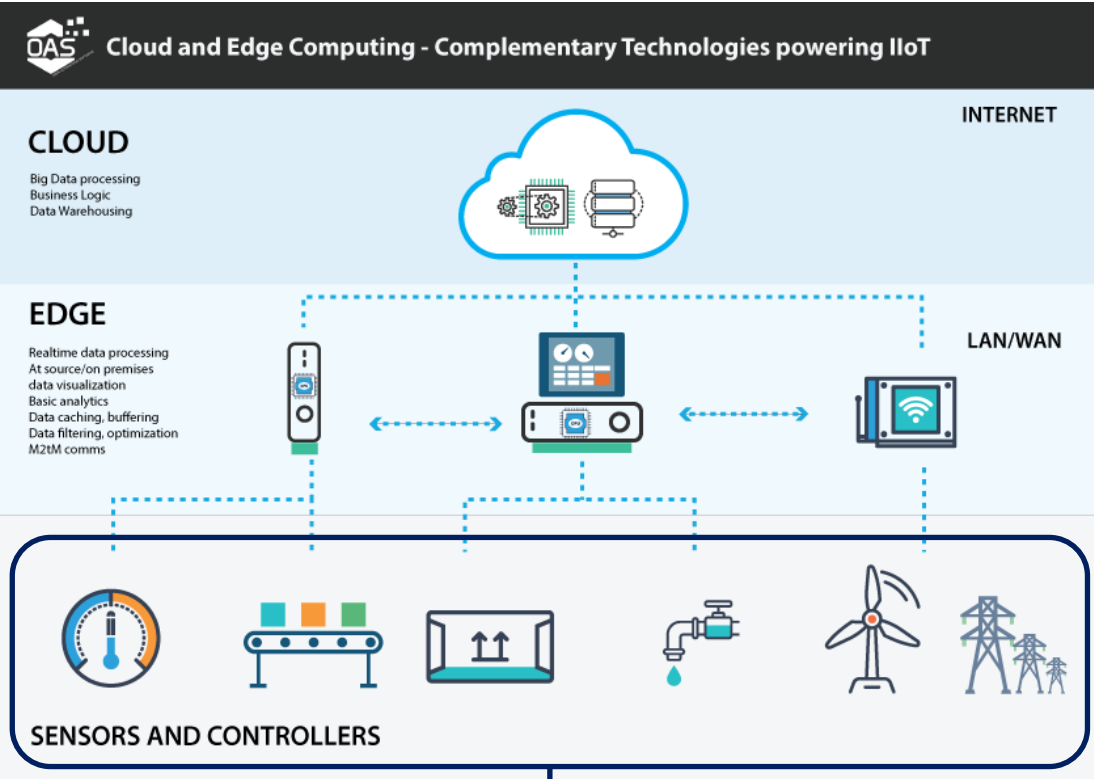 OAS
Cloud and Edge Computing - Complementary Technologies powering IIoT
INTERNET
CLOUD
Big Data processing
Business Logic
Data Warehousing
EDGE
LAN/WAN
Realtime data processing
At source/on premises
data visualization
Basic analytics
Data caching, buffering
Data filtering, optimization
M2tM comms
CPU
SENSORS AND CONTROLLERS